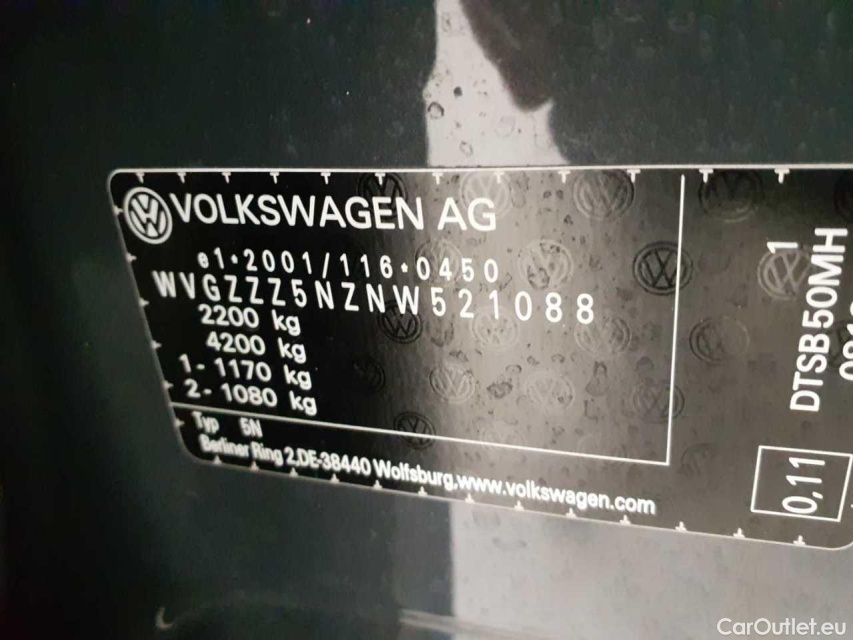 VOLKSWAGEN AG
e1*2001/116*0450
WVGZZZ5NZNW521088
2200 kg
4200 kg
1- 1170 kg
2- 1080 kg
Typ 5N
Berliner Ring 2,DE-38440 Wolfsburg,www.volkswagen.com
1
DTSB50MH
0,11
CarOutlet.eu